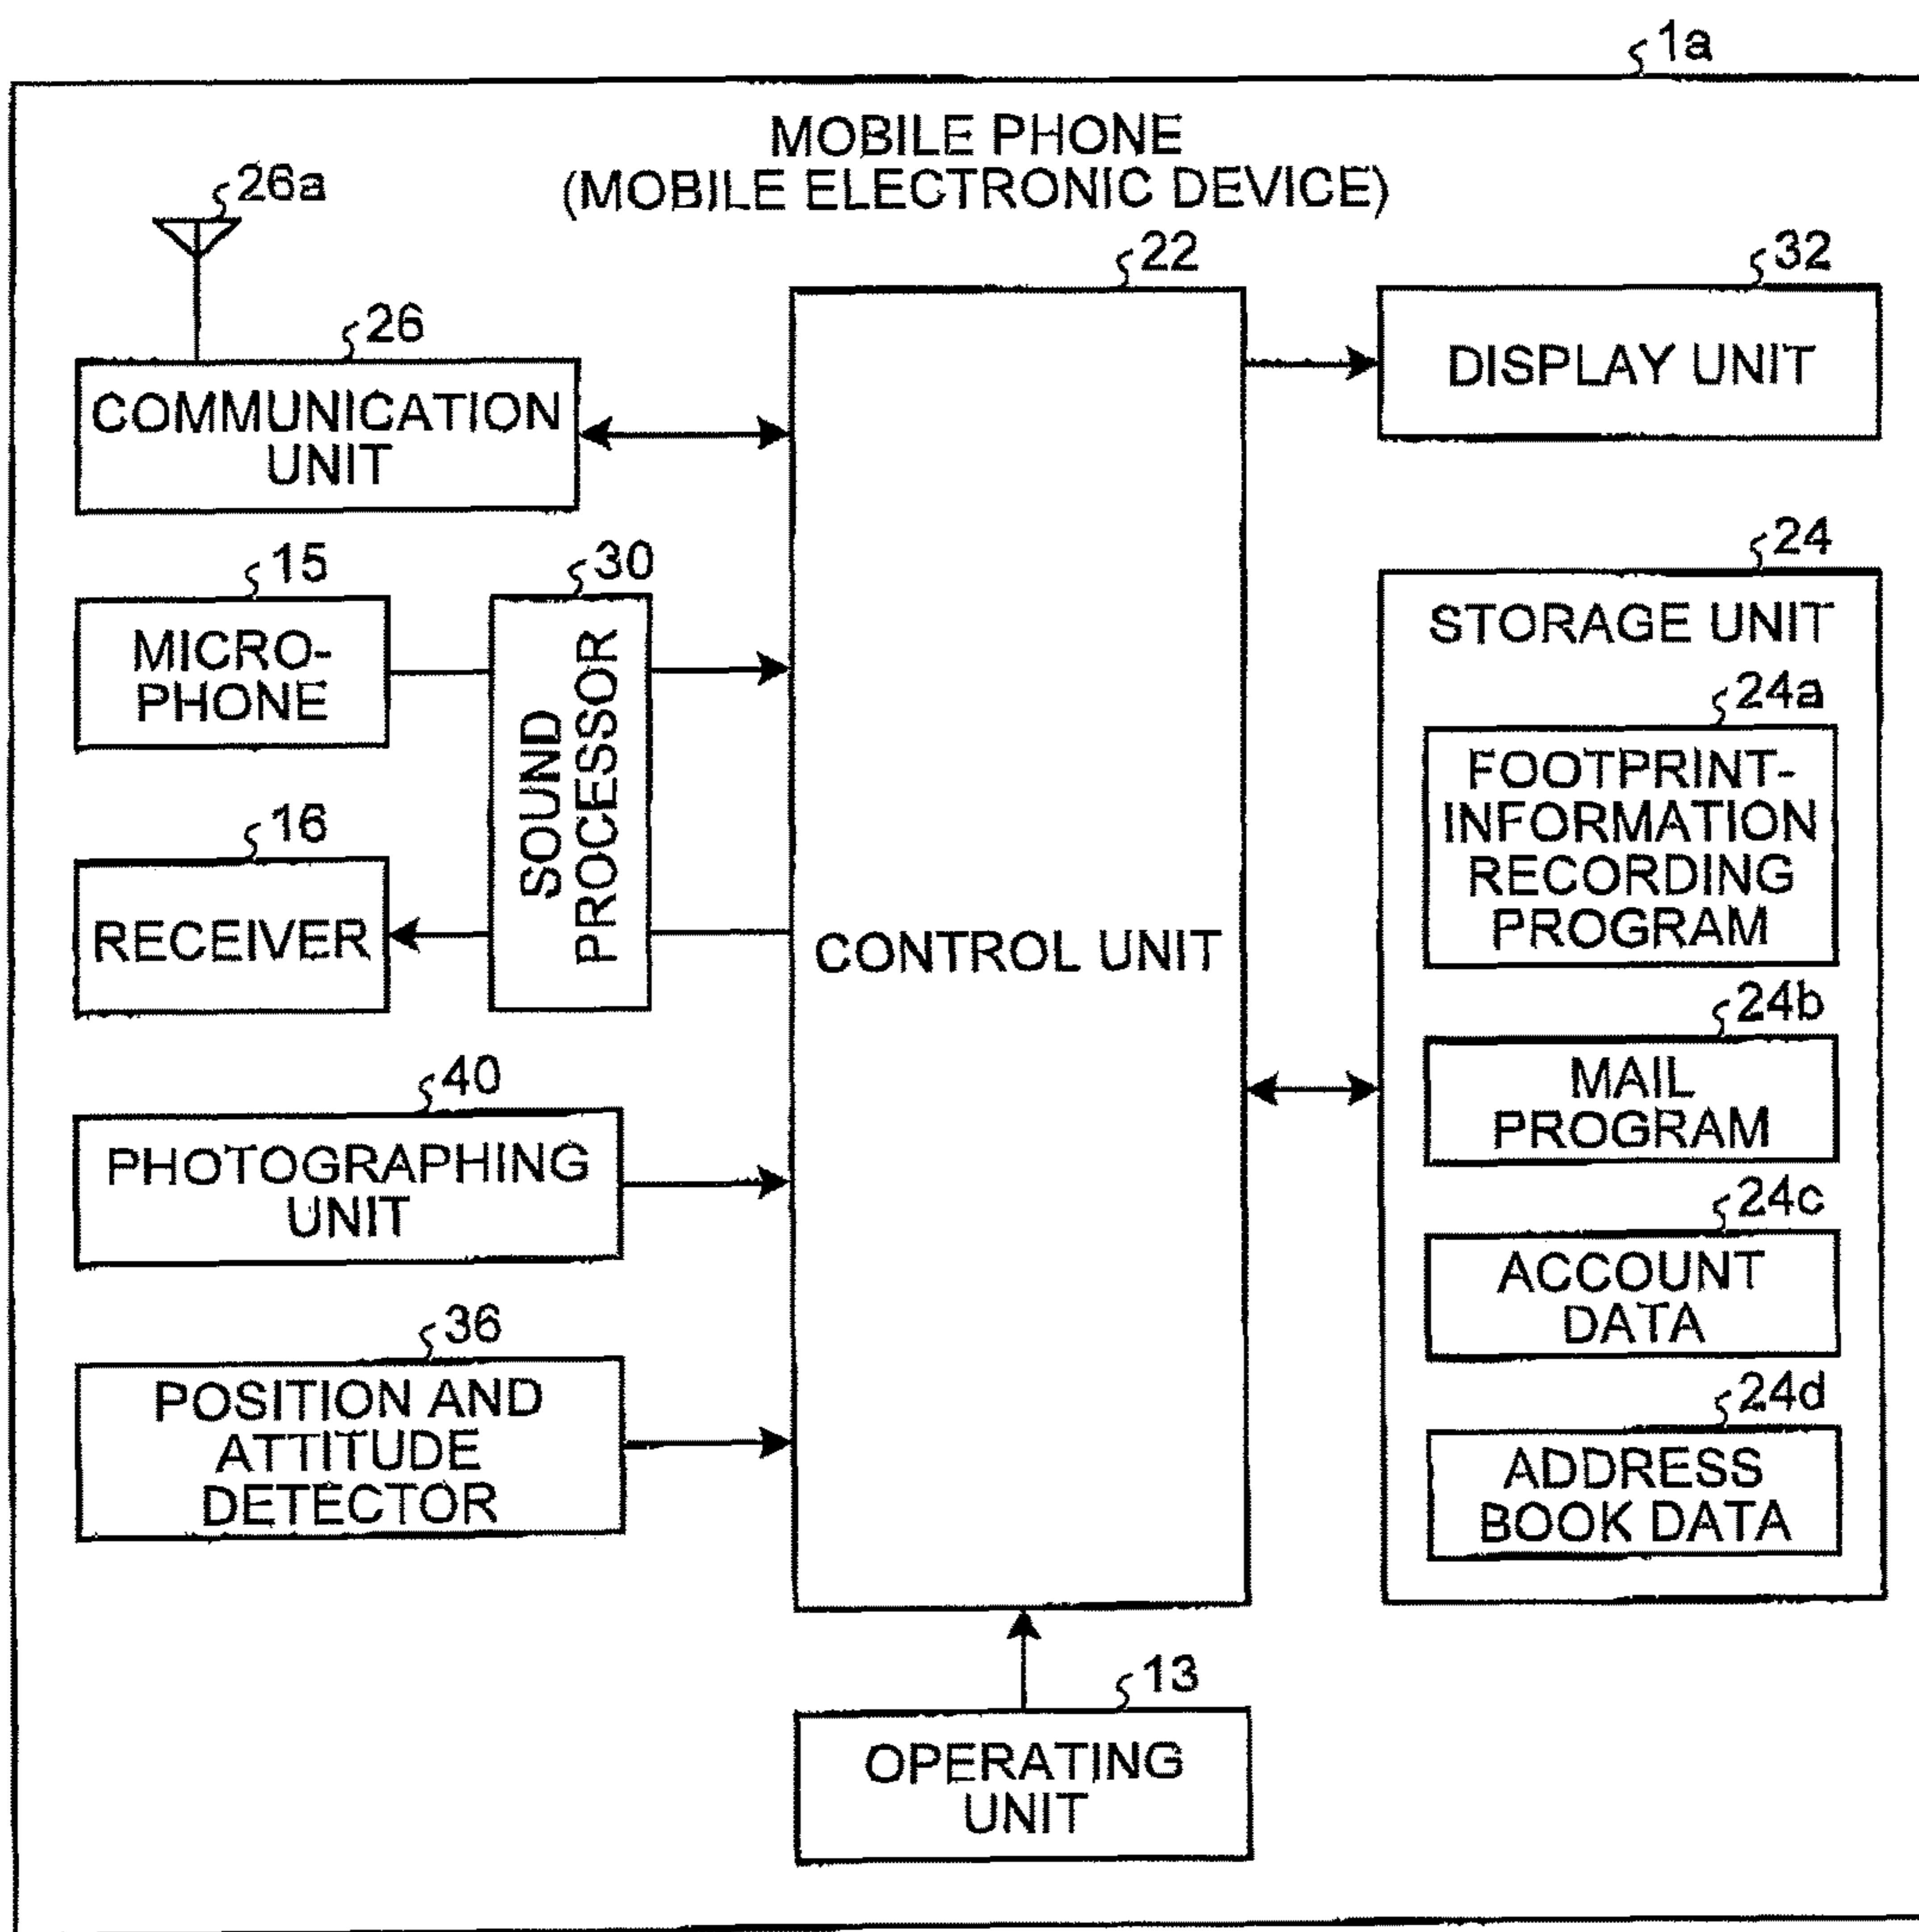 1a
MOBILE PHONE
(MOBILE ELECTRONIC DEVICE)
26a
22
32
26
COMMUNICATION
UNIT
DISPLAY UNIT
15
MICRO-
PHONE
30
SOUND
PROCESSOR
16
RECEIVER
CONTROL UNIT
24
STORAGE UNIT
24a
FOOTPRINT-
INFORMATION
RECORDING
PROGRAM
24b
MAIL
PROGRAM
24c
ACCOUNT
DATA
24d
ADDRESS
BOOK DATA
40
PHOTOGRAPHING
UNIT
36
POSITION AND
ATTITUDE
DETECTOR
13
OPERATING
UNIT